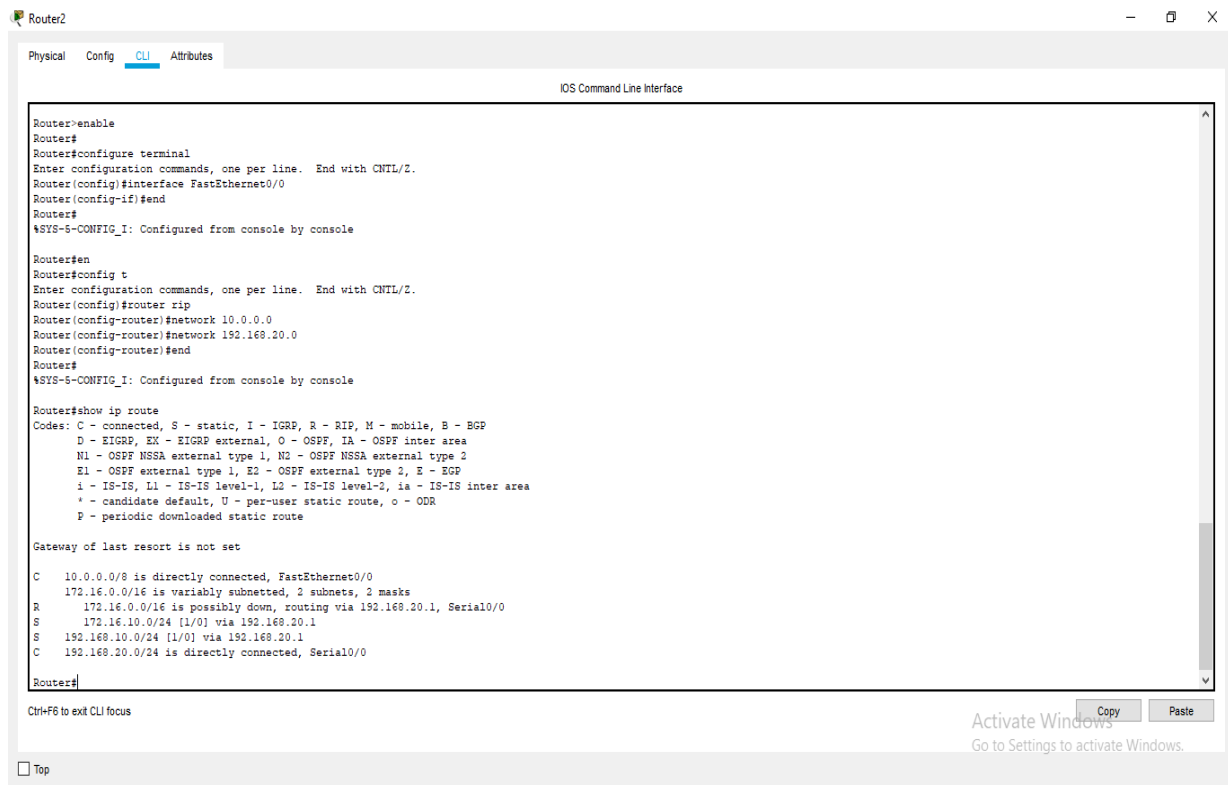 Router2
Physical Config CLI Attributes
IOS Command Line Interface
Router>enable
Router#
Router#configure terminal
Enter configuration commands, one per line.  End with CNTL/Z.
Router(config)#interface FastEthernet0/0
Router(config-if)#end
Router#
%SYS-5-CONFIG_I: Configured from console by console
Router#en
Router#config t
Enter configuration commands, one per line.  End with CNTL/Z.
Router(config)#router rip
Router(config-router)#network 10.0.0.0
Router(config-router)#network 192.168.20.0
Router(config-router)#end
Router#
%SYS-5-CONFIG_I: Configured from console by console
Router#show ip route
Codes: C - connected, S - static, I - IGRP, R - RIP, M - mobile, B - BGP
D - EIGRP, EX - EIGRP external, O - OSPF, IA - OSPF inter area
N1 - OSPF NSSA external type 1, N2 - OSPF NSSA external type 2
E1 - OSPF external type 1, E2 - OSPF external type 2, E - EGP
i - IS-IS, L1 - IS-IS level-1, L2 - IS-IS level-2, ia - IS-IS inter area
* - candidate default, U - per-user static route, o - ODR
P - periodic downloaded static route
Gateway of last resort is not set
C    10.0.0.0/8 is directly connected, FastEthernet0/0
172.16.0.0/16 is variably subnetted, 2 subnets, 2 masks
R       172.16.0.0/16 is possibly down, routing via 192.168.20.1, Serial0/0
S       172.16.10.0/24 [1/0] via 192.168.20.1
S    192.168.10.0/24 [1/0] via 192.168.20.1
C    192.168.20.0/24 is directly connected, Serial0/0
Router#
Ctrl+F6 to exit CLI focus
Copy Paste
Activate Windows
Go to Settings to activate Windows.
Top